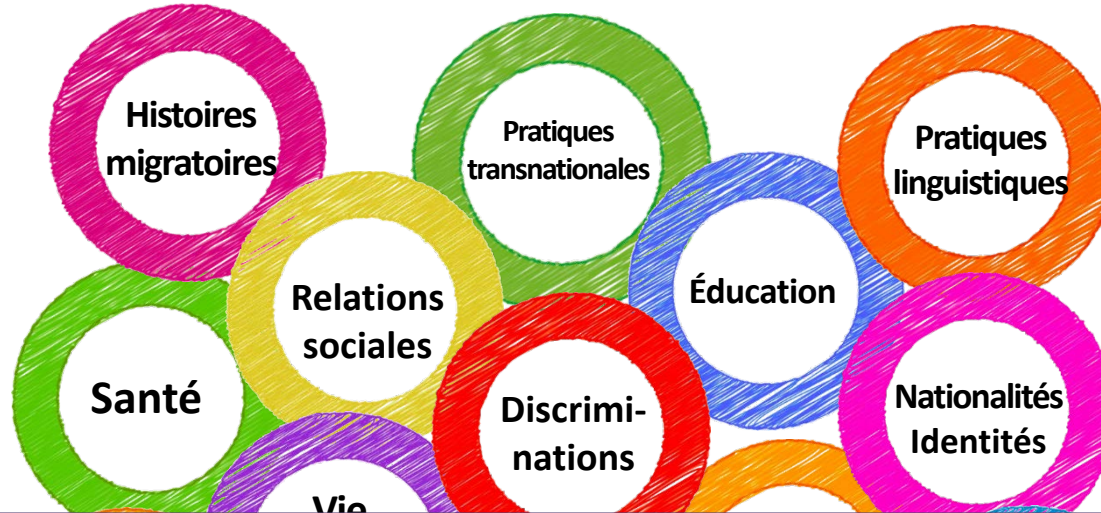 Histoires
migratoires
Pratiques
transnationales
Pratiques
linguistiques
Relations
sociales
Éducation
Santé
Discrimi-
nations
Nationalités
Identités
Vie